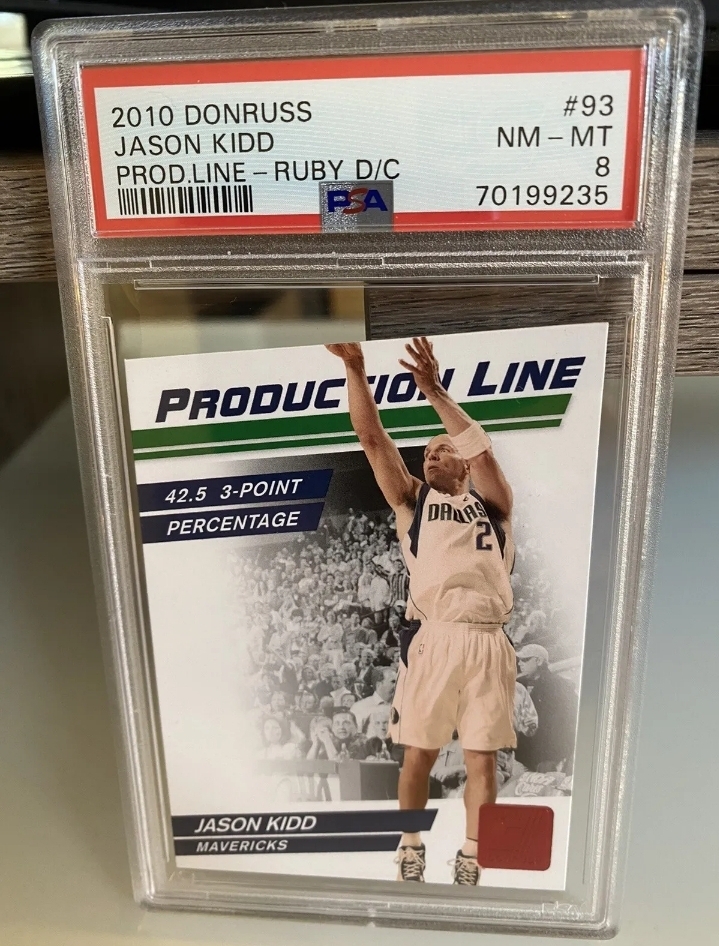 2010 DONRUSS #93
JASON KIDD NM - MT
PROD.LINE - RUBY D/C 8
PSA 70199235
PRODUCTION LINE
42.5 3-POINT
PERCENTAGE
DALLAS
2
JASON KIDD
MAVERICKS